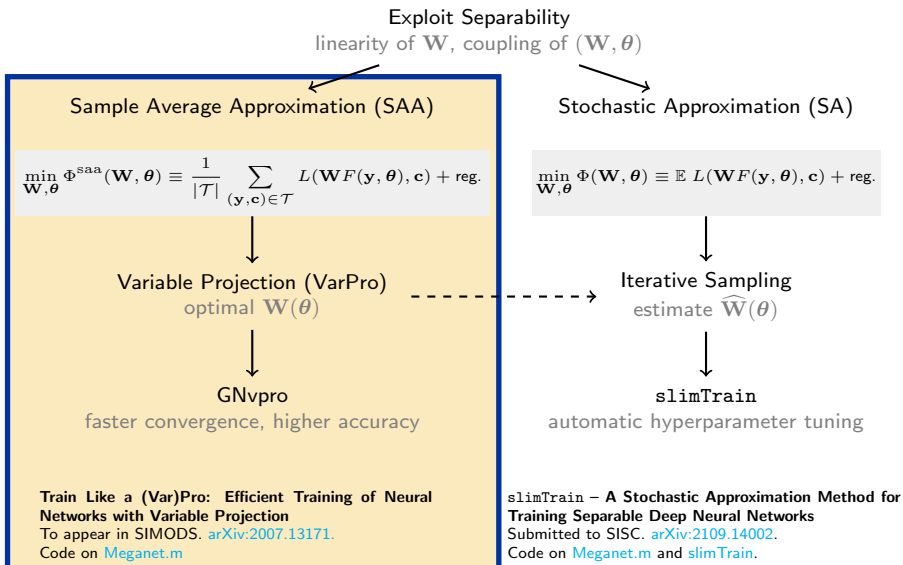 Exploit Separability
linearity of W, coupling of (W, θ)
Sample Average Approximation (SAA)
min_{W,θ} Φ^{saa}(W, θ) ≡ 1/|𝒯| ∑_{(y,c)∈𝒯} L(WF(y, θ), c) + reg.
Variable Projection (VarPro)
optimal W(θ)
GNvpro
faster convergence, higher accuracy
Train Like a (Var)Pro: Efficient Training of Neural
Networks with Variable Projection
To appear in SIMODS. arXiv:2007.13171.
Code on Meganet.m
Stochastic Approximation (SA)
min_{W,θ} Φ(W, θ) ≡ 𝔼 L(WF(y, θ), c) + reg.
Iterative Sampling
estimate Ŵ(θ)
slimTrain
automatic hyperparameter tuning
slimTrain – A Stochastic Approximation Method for
Training Separable Deep Neural Networks
Submitted to SISC. arXiv:2109.14002.
Code on Meganet.m and slimTrain.